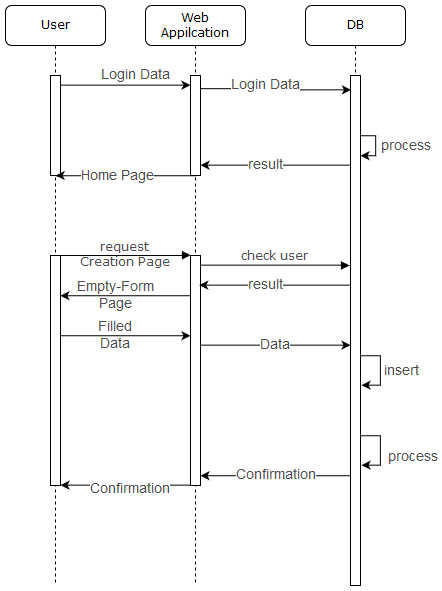 User
Web
Appilcation
DB
Login Data
Login Data
process
result
Home Page
request
Creation Page
check user
Empty-Form
Page
result
Filled
Data
Data
insert
process
Confirmation
Confirmation